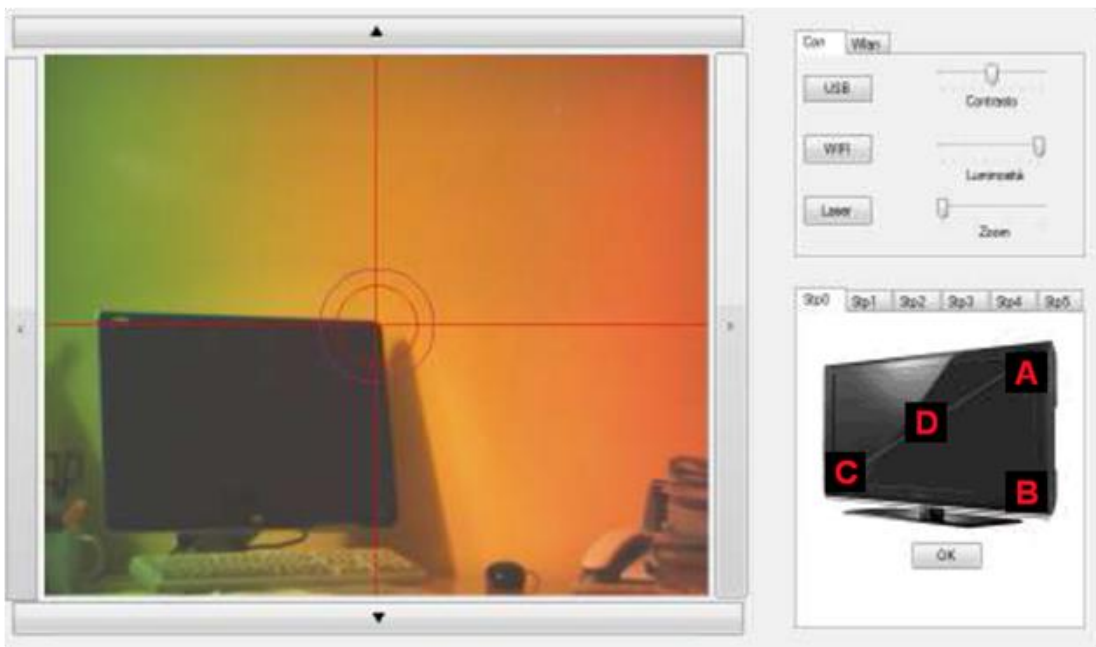 Con Wlan
USB
Contrasto
WIFI
Luminosità
Laser
Zoom
Stp0 Stp1 Stp2 Stp3 Stp4 Stp5
A
D
C
B
OK